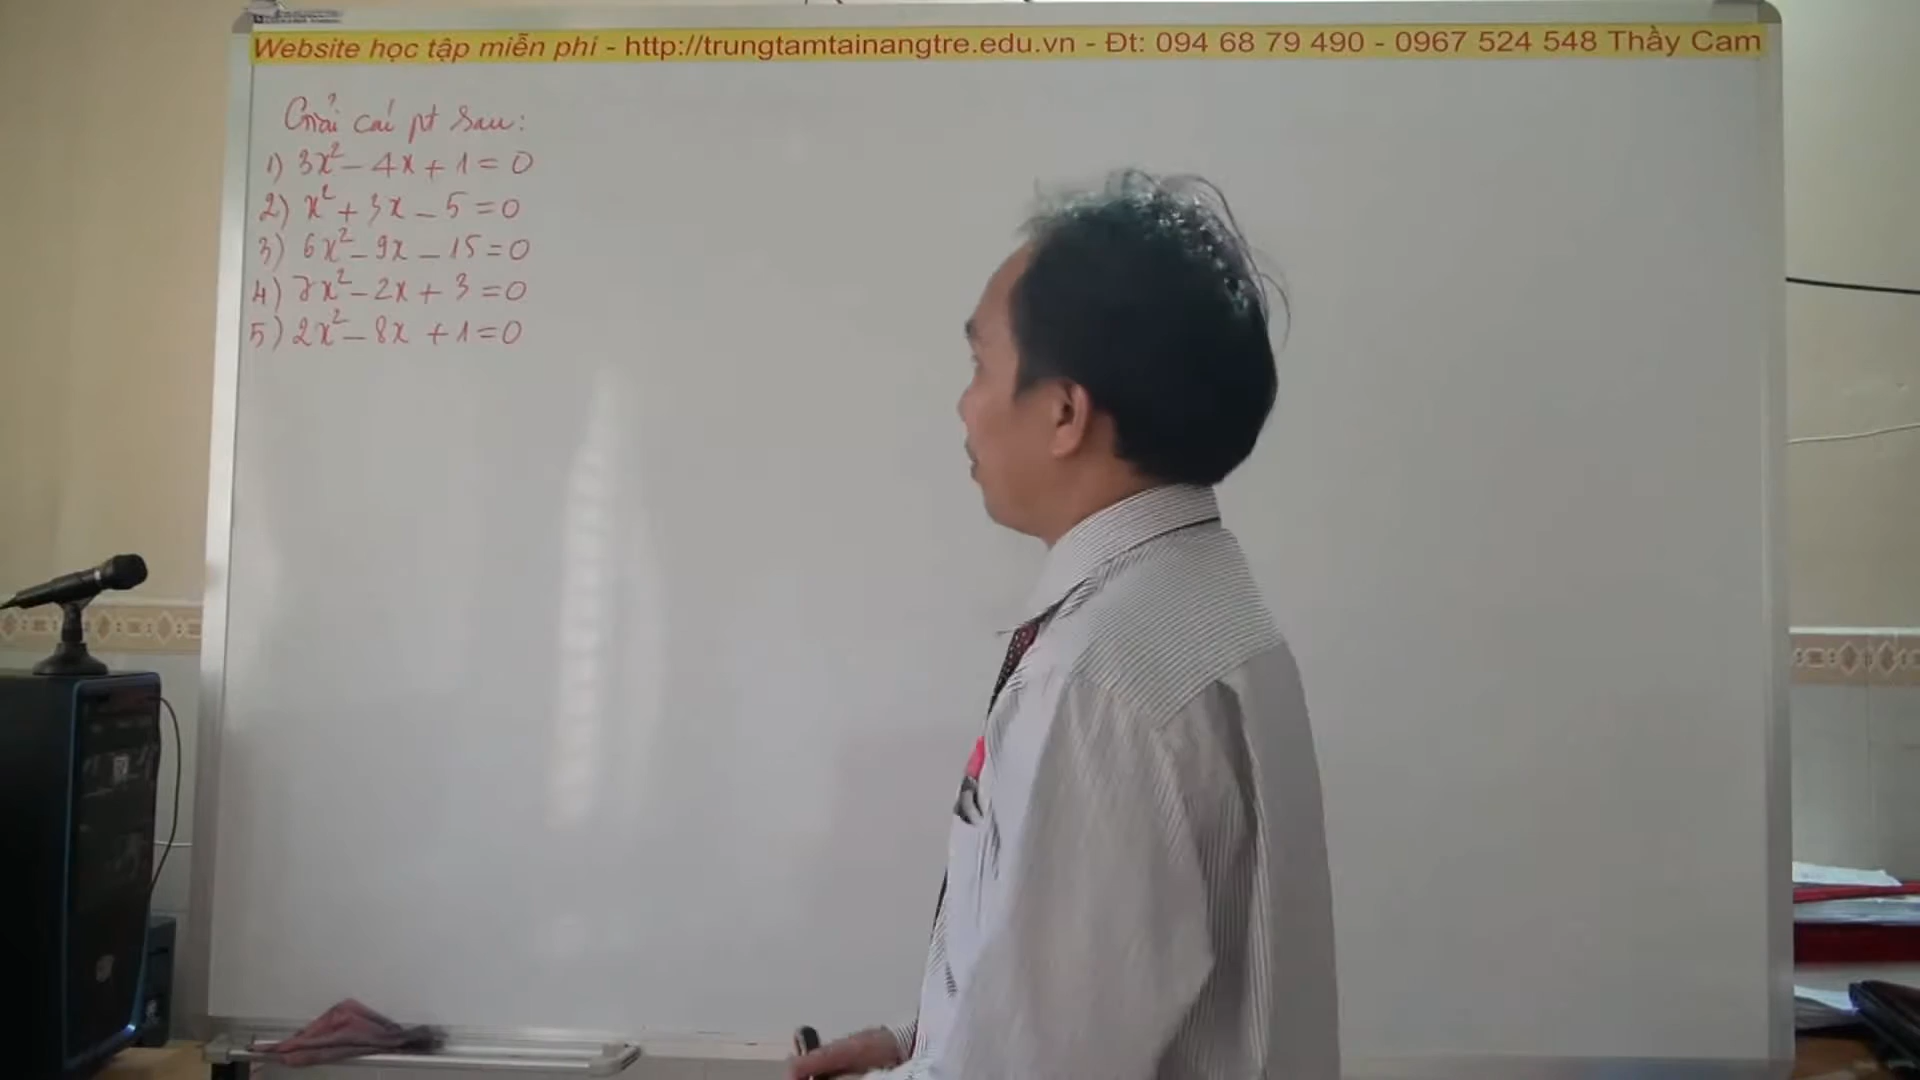 Website học tập miễn phí - http://trungtamtainangtre.edu.vn - Đt: 094 68 79 490 - 0967 524 548 Thầy Cam
Giải các pt sau:
1) 3x² - 4x + 1 = 0
2) x² + 3x - 5 = 0
3) 6x² - 9x - 15 = 0
4) 7x² - 2x + 3 = 0
5) 2x² - 8x + 1 = 0